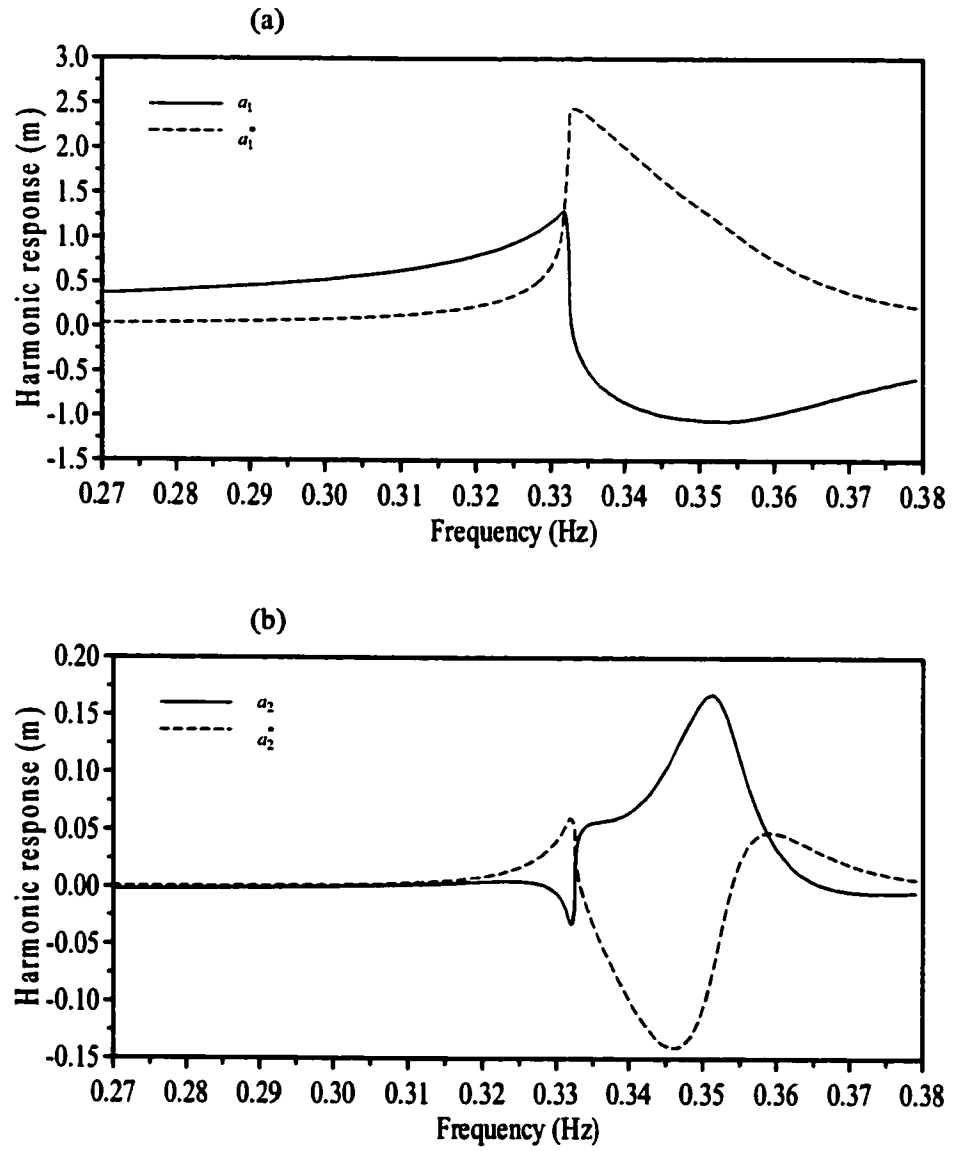 (a)
Harmonic response (m)
3.0
2.5
2.0
1.5
1.0
0.5
0.0
-0.5
-1.0
-1.5
a₁
a₁*
0.27 0.28 0.29 0.30 0.31 0.32 0.33 0.34 0.35 0.36 0.37 0.38
Frequency (Hz)
(b)
Harmonic response (m)
0.20
0.15
0.10
0.05
0.00
-0.05
-0.10
-0.15
a₂
a₂*
0.27 0.28 0.29 0.30 0.31 0.32 0.33 0.34 0.35 0.36 0.37 0.38
Frequency (Hz)